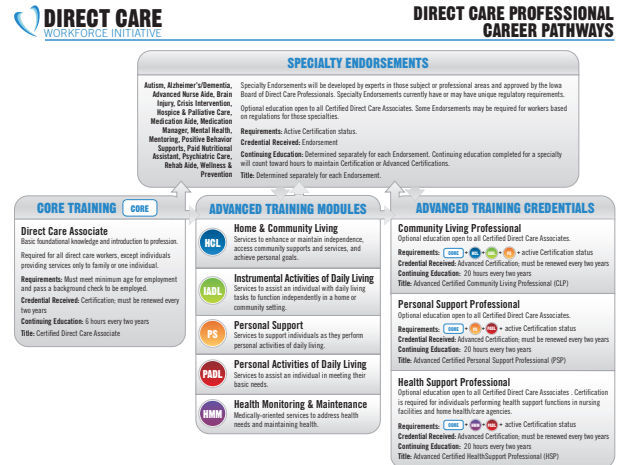 DIRECT CARE
WORKFORCE INITIATIVE
DIRECT CARE PROFESSIONAL
CAREER PATHWAYS
SPECIALTY ENDORSEMENTS
Autism, Alzheimer's/Dementia,
Advanced Nurse Aide, Brain
Injury, Crisis Intervention,
Hospice & Palliative Care,
Medication Aide, Medication
Manager, Mental Health,
Mentoring, Positive Behavior
Supports, Paid Nutritional
Assistant, Psychiatric Care,
Rehab Aide, Wellness &
Prevention
Specialty Endorsements will be developed by experts in those subject or professional areas and approved by the Iowa
Board of Direct Care Professionals. Specialty Endorsements currently have or may have unique regulatory requirements.
Optional education open to all Certified Direct Care Associates. Some Endorsements may be required for workers based
on regulations for those specialties.
Requirements: Active Certification status.
Credential Received: Endorsement
Continuing Education: Determined separately for each Endorsement. Continuing education completed for a specialty
will count toward hours to maintain Certification or Advanced Certifications.
Title: Determined separately for each Endorsement.
CORE TRAINING CORE
Direct Care Associate
Basic foundational knowledge and introduction to profession.
Required for all direct care workers, except individuals
providing services only to family or one individual.
Requirements: Must meet minimum age for employment
and pass a background check to be employed.
Credential Received: Certification; must be renewed every
two years
Continuing Education: 6 hours every two years
Title: Certified Direct Care Associate
ADVANCED TRAINING MODULES
HCL
Home & Community Living
Services to enhance or maintain independence,
access community supports and services, and
achieve personal goals.
IADL
Instrumental Activities of Daily Living
Services to assist an individual with daily living
tasks to function independently in a home or
community setting.
PS
Personal Support
Services to support individuals as they perform
personal activities of daily living.
PADL
Personal Activities of Daily Living
Services to assist an individual in meeting their
basic needs.
HMM
Health Monitoring & Maintenance
Medically-oriented services to address health
needs and maintaining health.
ADVANCED TRAINING CREDENTIALS
Community Living Professional
Optional education open to all Certified Direct Care Associates.
Requirements: CORE + HCL + IADL + PS + active Certification status
Credential Received: Advanced Certification; must be renewed every two years
Continuing Education: 20 hours every two years
Title: Advanced Certified Community Living Professional (CLP)
Personal Support Professional
Optional education open to all Certified Direct Care Associates.
Requirements: CORE + PS + PADL + active Certification status
Credential Received: Advanced Certification; must be renewed every two years
Continuing Education: 20 hours every two years
Title: Advanced Certified Personal Support Professional (PSP)
Health Support Professional
Optional education open to all Certified Direct Care Associates . Certification
is required for individuals performing health support functions in nursing
facilities and home health/care agencies.
Requirements: CORE + HMM + PADL + active Certification status
Credential Received: Advanced Certification; must be renewed every two years
Continuing Education: 20 hours every two years
Title: Advanced Certified HealthSupport Professional (HSP)